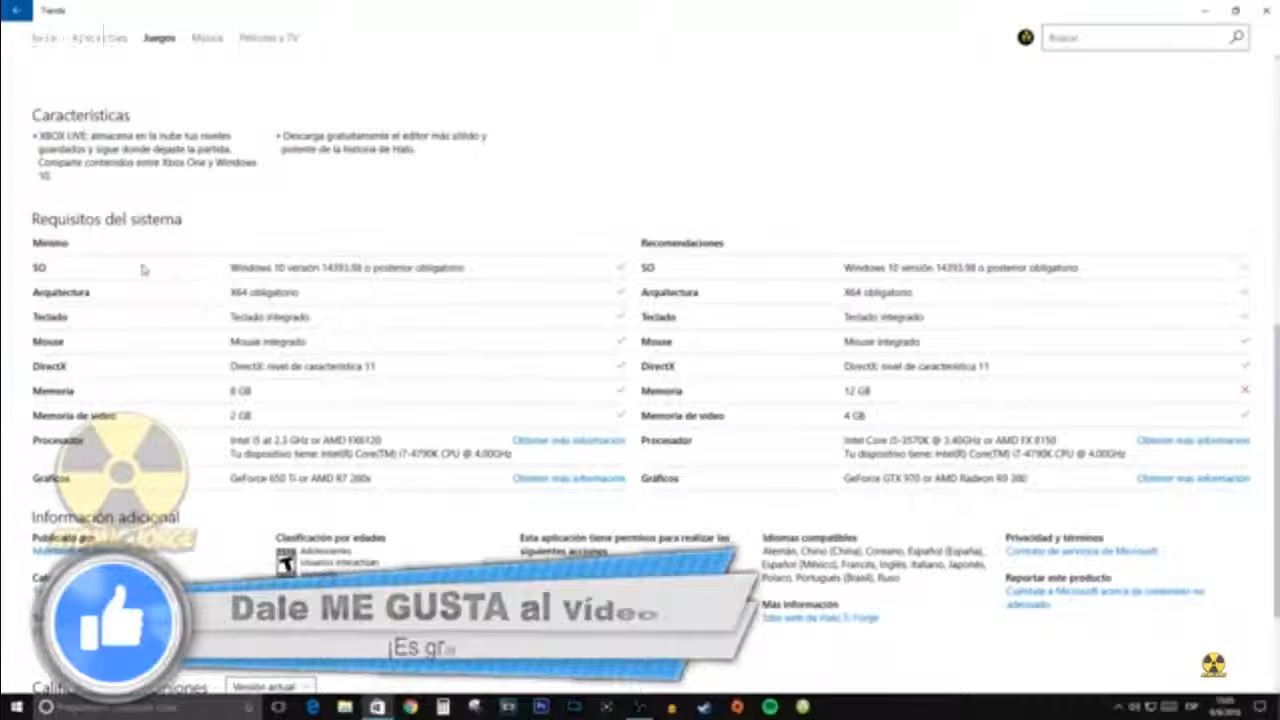 Tienda
Juegos Música Películas y TV
Buscar
Características
• XBOX LIVE: almacena en la nube tus niveles
guardados y sigue donde dejaste la partida.
Comparte contenidos entre Xbox One y Windows
10.
• Descarga gratuitamente el editor más sólido y
potente de la historia de Halo.
Requisitos del sistema
Mínimo
SO Windows 10 versión 14393.98 o posterior obligatorio
Arquitectura X64 obligatorio
Teclado Teclado integrado
Mouse Mouse integrado
DirectX DirectX: nivel de característica 11
Memoria 8 GB
Memoria de vídeo 2 GB
Procesador Intel i5 at 2.3 GHz or AMD FX6120 Obtener más información
Tu dispositivo tiene: Intel(R) Core(TM) i7-4790K CPU @ 4.00GHz
Gráficos GeForce 650 Ti or AMD R7 260x Obtener más información
Recomendaciones
SO Windows 10 versión 14393.98 o posterior obligatorio
Arquitectura X64 obligatorio
Teclado Teclado integrado
Mouse Mouse integrado
DirectX DirectX: nivel de característica 11
Memoria 12 GB
Memoria de vídeo 4 GB
Procesador Intel Core i5-3570K @ 3.40GHz or AMD FX 8150 Obtener más información
Tu dispositivo tiene: Intel(R) Core(TM) i7-4790K CPU @ 4.00GHz
Gráficos GeForce GTX 970 or AMD Radeon R9 380 Obtener más información
Información adicional
Publicado por
Clasificación por edades
Adolescentes
Usuarios interactúan
Esta aplicación tiene permisos para realizar las
siguientes acciones
Idiomas compatibles
Alemán, Chino (China), Coreano, Español (España),
Español (México), Francés, Inglés, Italiano, Japonés,
Polaco, Portugués (Brasil), Ruso
Más información
Sitio web de Halo 5: Forge
Privacidad y términos
Contrato de servicios de Microsoft
Reportar este producto
Cuéntale a Microsoft acerca de contenido no
adecuado.
Dale ME GUSTA al vídeo
¡Es gra
Versión actual